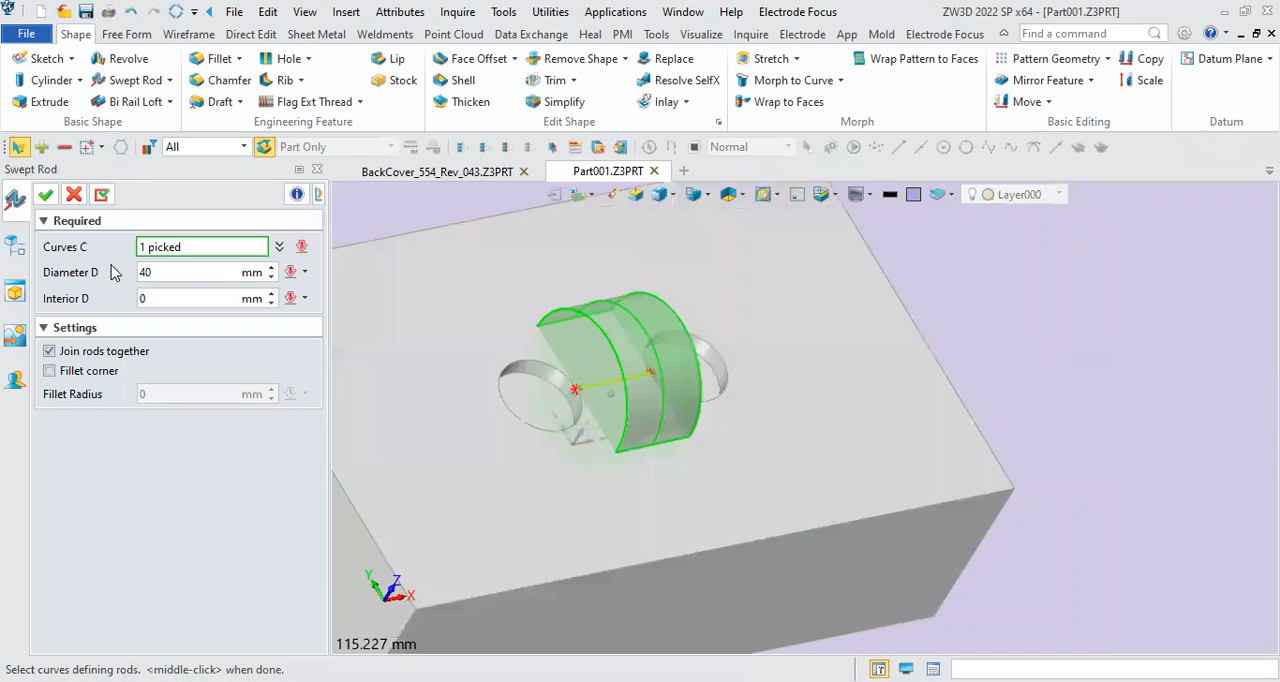 File Edit View Insert Attributes Inquire Tools Utilities Applications Window Help Electrode Focus ZW3D 2022 SP x64 - [Part001.Z3PRT]
File Shape Free Form Wireframe Direct Edit Sheet Metal Weldments Point Cloud Data Exchange Heal PMI Tools Visualize Inquire Electrode App Mold Electrode Focus Find a command
Sketch Revolve Fillet Hole Lip Face Offset Remove Shape Replace Stretch Wrap Pattern to Faces Pattern Geometry Copy Datum Plane
Cylinder Swept Rod Chamfer Rib Stock Shell Trim Resolve SelfX Morph to Curve Mirror Feature Scale
Extrude Bi Rail Loft Draft Flag Ext Thread Thicken Simplify Inlay Wrap to Faces Move
Basic Shape Engineering Feature Edit Shape Morph Basic Editing Datum
All Part Only Normal
Swept Rod BackCover_554_Rev_043.Z3PRT Part001.Z3PRT
Layer000
Required
Curves C 1 picked
Diameter D 40 mm
Interior D 0 mm
Settings
Join rods together
Fillet corner
Fillet Radius 0 mm
Y Z X
115.227 mm
Select curves defining rods. <middle-click> when done.